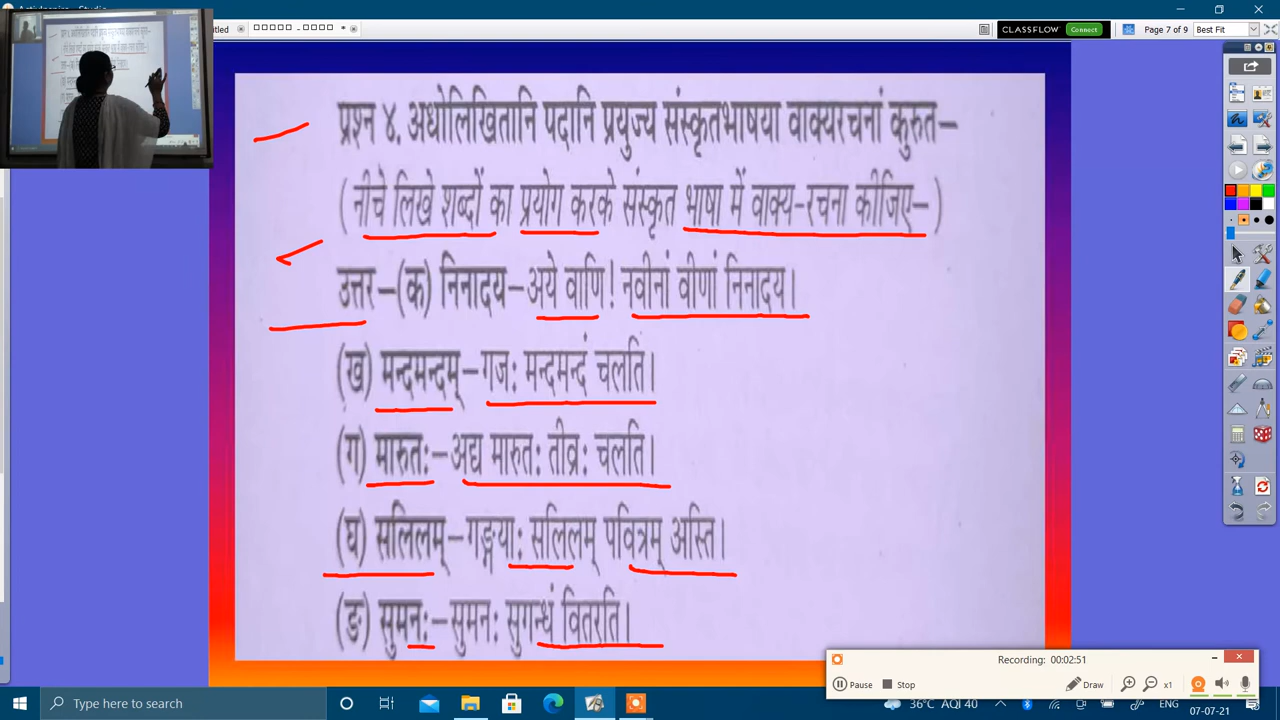 ntitled
CLASSFLOW Connect
Page 7 of 9
Best Fit
प्रश्न ४. अधोलिखितानि पदानि प्रयुज्य संस्कृतभाषया वाक्यरचनां कुरुत–
(नीचे लिखे शब्दों का प्रयोग करके संस्कृत भाषा में वाक्य-रचना कीजिए–)
उत्तर–(क) निनादय–अये वाणि! नवीनां वीणां निनादय।
(ख) मन्दमन्दम्–गज: मन्दमन्दं चलति।
(ग) मारुत:–अद्य मारुत: तीव्र: चलति।
(घ) सलिलम्–गङ्गया: सलिलम् पवित्रम् अस्ति।
(ङ) सुमन:–सुमन: सुगन्धं वितरति।
Recording: 00:02:51
Pause Stop Draw x1
Type here to search
36°C AQI 40
ENG
07-07-21